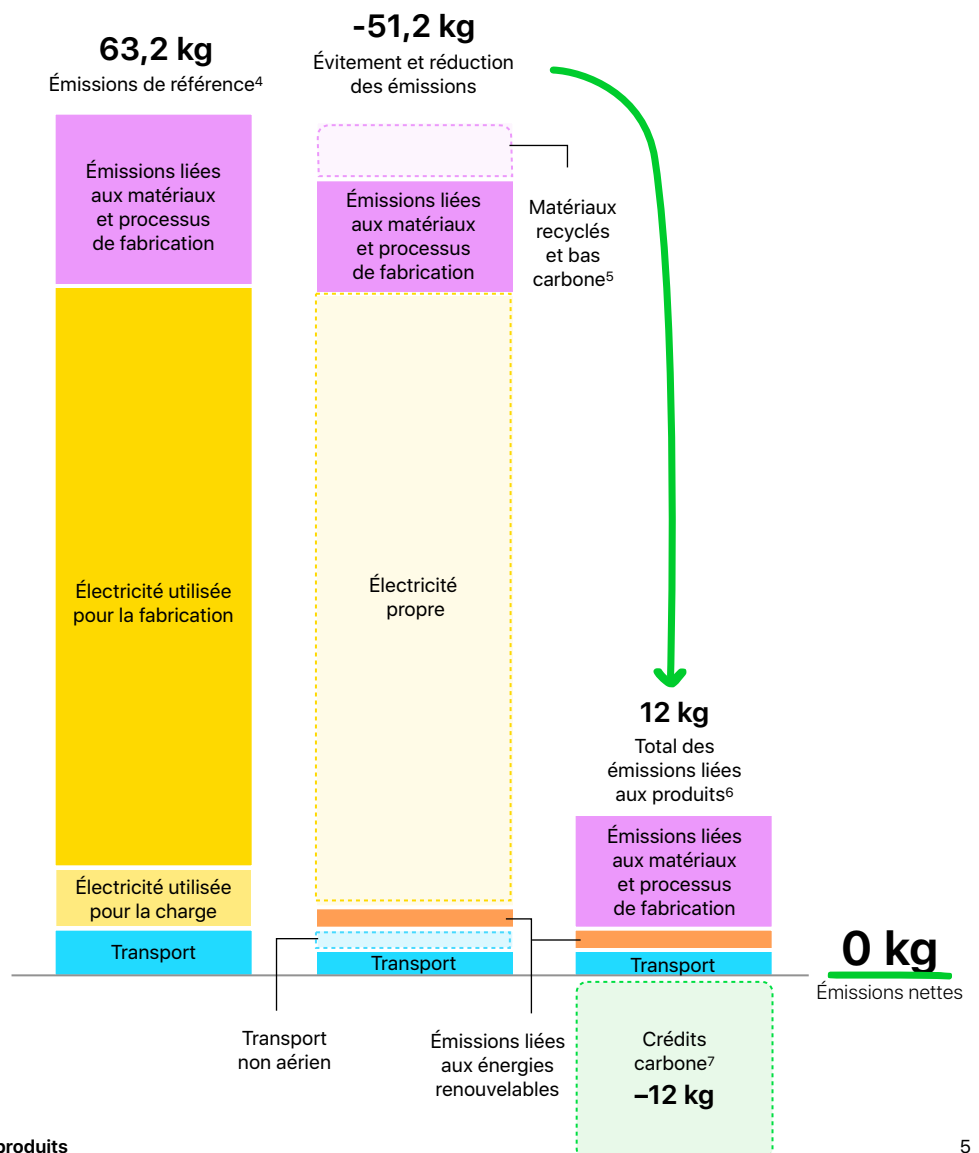 63,2 kg
Émissions de référence⁴
Émissions liées
aux matériaux
et processus
de fabrication
Électricité utilisée
pour la fabrication
Électricité utilisée
pour la charge
Transport
-51,2 kg
Évitement et réduction
des émissions
Émissions liées
aux matériaux
et processus
de fabrication
Matériaux
recyclés
et bas
carbone⁵
Électricité
propre
Transport
Transport
non aérien
Émissions liées
aux énergies
renouvelables
12 kg
Total des
émissions liées
aux produits⁶
Émissions liées
aux matériaux
et processus
de fabrication
Transport
0 kg
Émissions nettes
Crédits
carbone⁷
–12 kg
produits
5